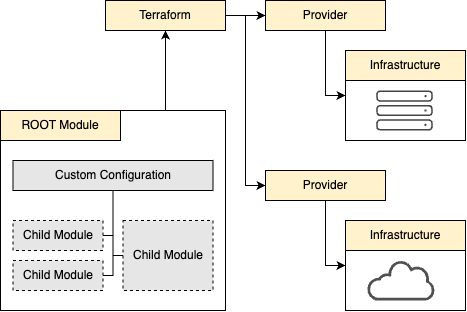 Terraform
Provider
Infrastructure
ROOT Module
Custom Configuration
Child Module
Child Module
Child Module
Provider
Infrastructure